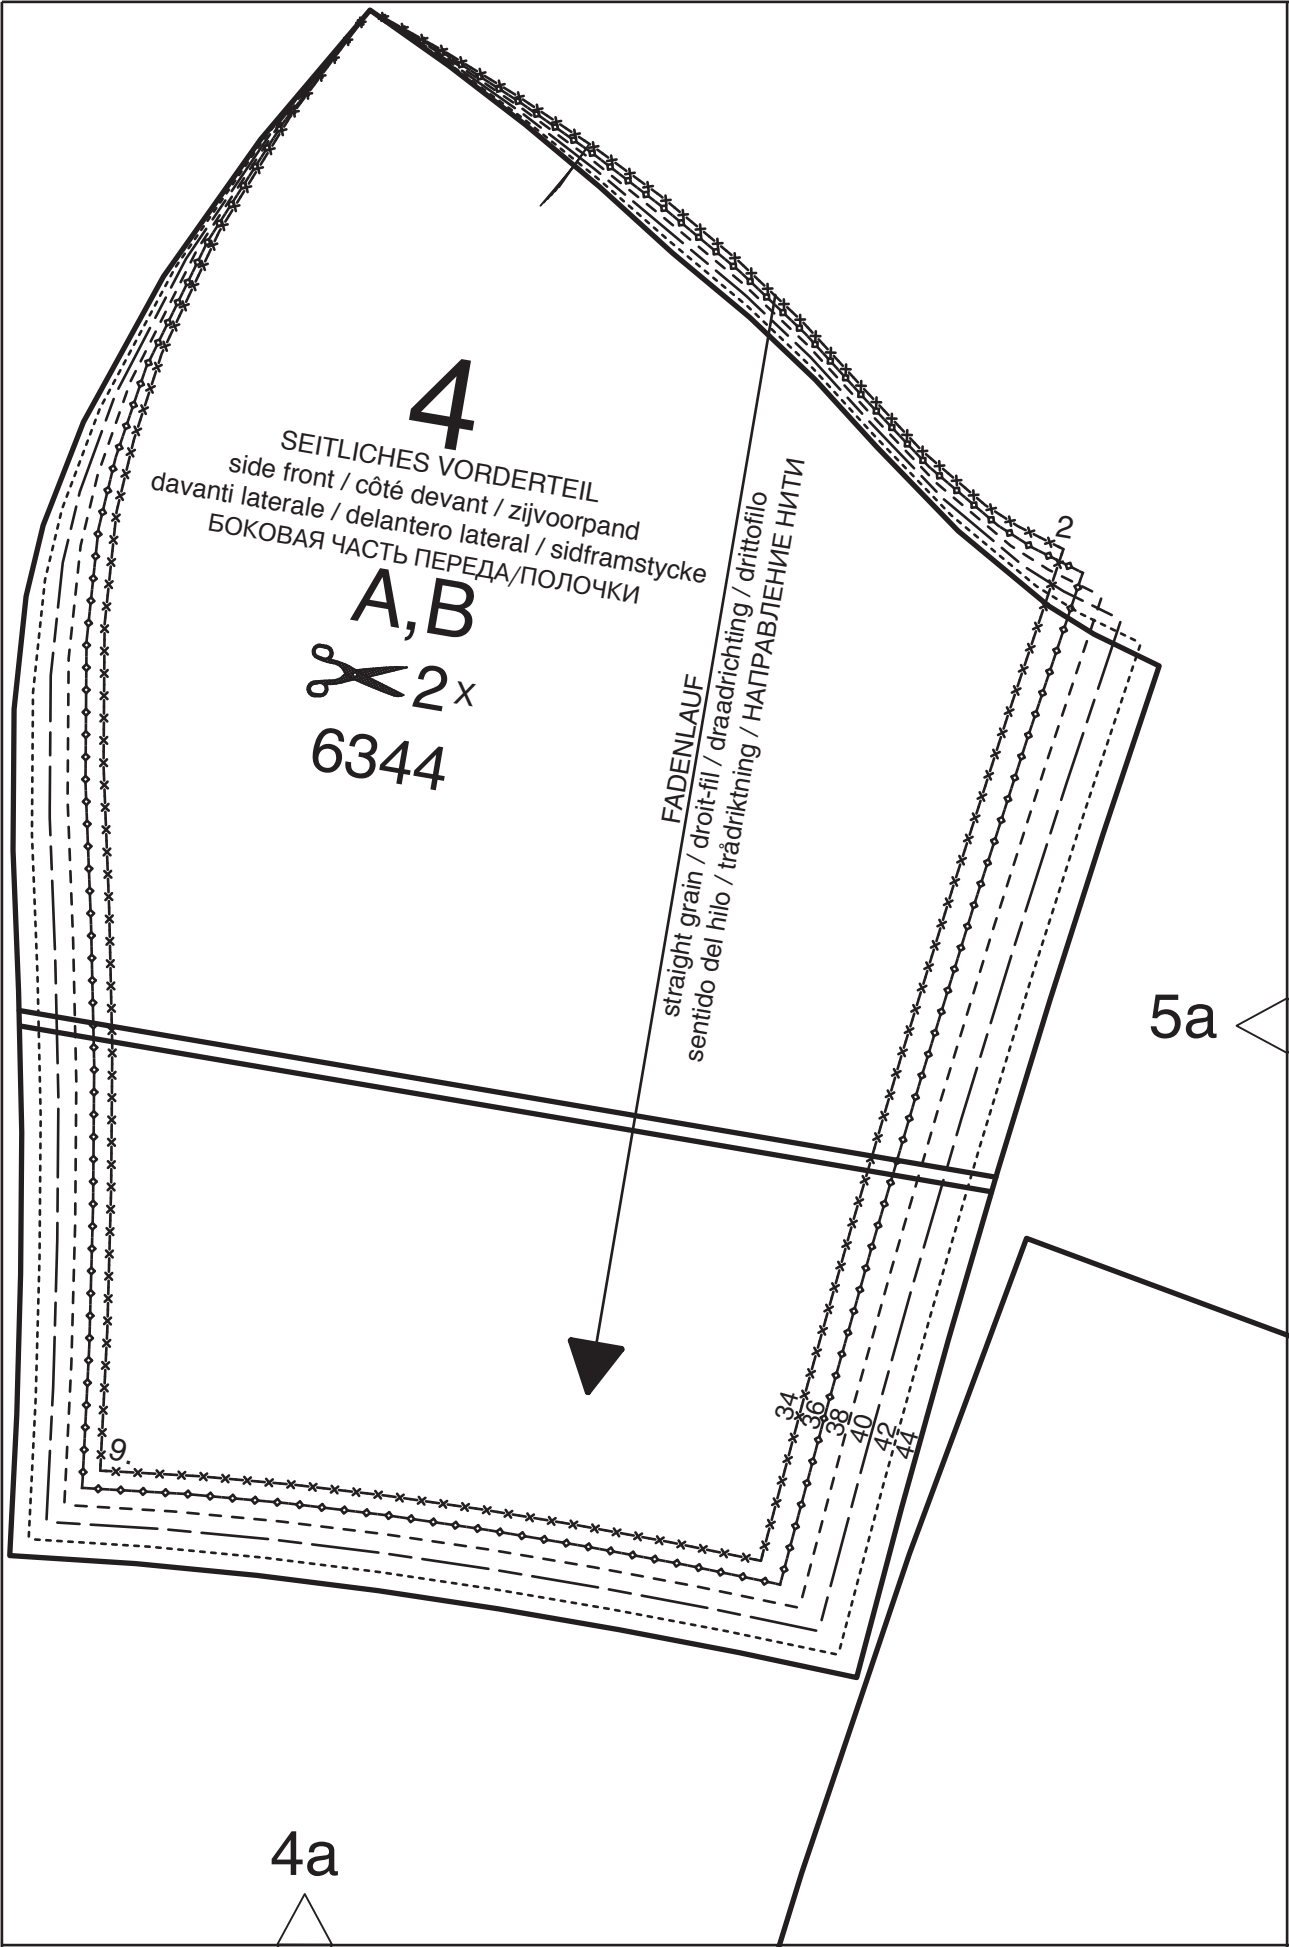 4
SEITLICHES VORDERTEIL
side front / côté devant / zijvoorpand
davanti laterale / delantero lateral / sidframstycke
БОКОВАЯ ЧАСТЬ ПЕРЕДА/ПОЛОЧКИ
A,B
2 x
6344
FADENLAUF
straight grain / droit-fil / draadrichting / drittofilo
sentido del hilo / trådriktning / НАПРАВЛЕНИЕ НИТИ
2
5a
34
36
38
40
42
44
9.
4a